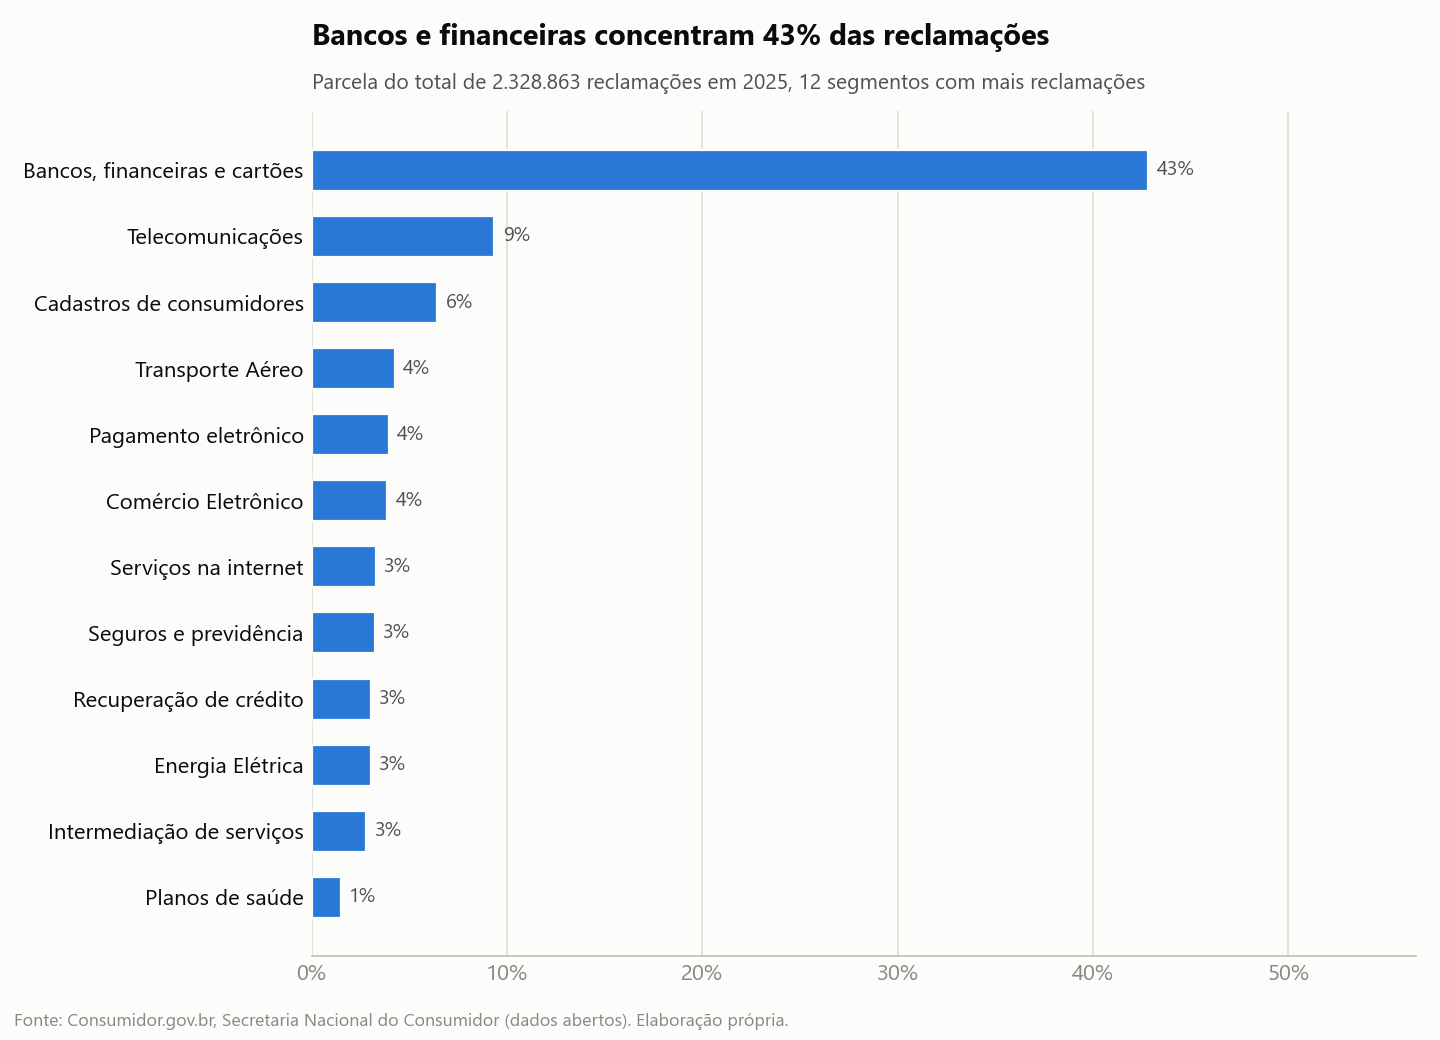 Bancos e financeiras concentram 43% das reclamações
Parcela do total de 2.328.863 reclamações em 2025, 12 segmentos com mais reclamações
Bancos, financeiras e cartões 43%
Telecomunicações 9%
Cadastros de consumidores 6%
Transporte Aéreo 4%
Pagamento eletrônico 4%
Comércio Eletrônico 4%
Serviços na internet 3%
Seguros e previdência 3%
Recuperação de crédito 3%
Energia Elétrica 3%
Intermediação de serviços 3%
Planos de saúde 1%
0% 10% 20% 30% 40% 50%
Fonte: Consumidor.gov.br, Secretaria Nacional do Consumidor (dados abertos). Elaboração própria.